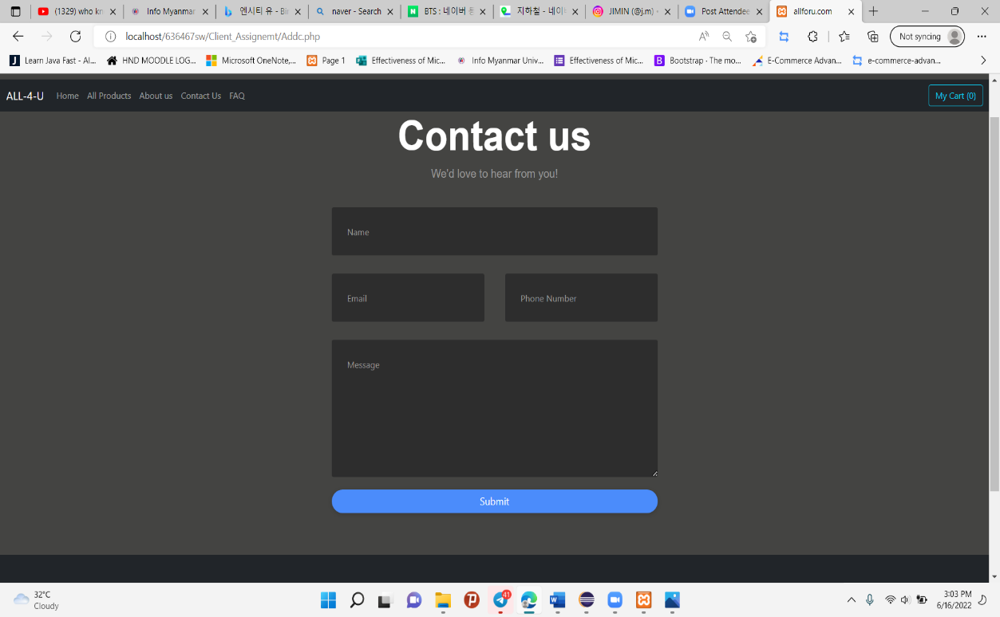 (1329) who kn
Info Myanmar
엔시티 유 - Bin
naver - Search
BTS : 네이버
지하철 - 네이버
JIMIN (@j.m) •
Post Attendee
allforu.com
localhost/636467sw/Client_Assignemt/Addc.php
Not syncing
Learn Java Fast - Al...
HND MOODLE LOG...
Microsoft OneNote,...
Page 1
Effectiveness of Mic...
Info Myanmar Univ...
Effectiveness of Mic...
Bootstrap · The mo...
E-Commerce Advan...
e-commerce-advan...
ALL-4-U
Home
All Products
About us
Contact Us
FAQ
My Cart (0)
Contact us
We'd love to hear from you!
Name
Email
Phone Number
Message
Submit
32°C
Cloudy
41
3:03 PM
6/16/2022